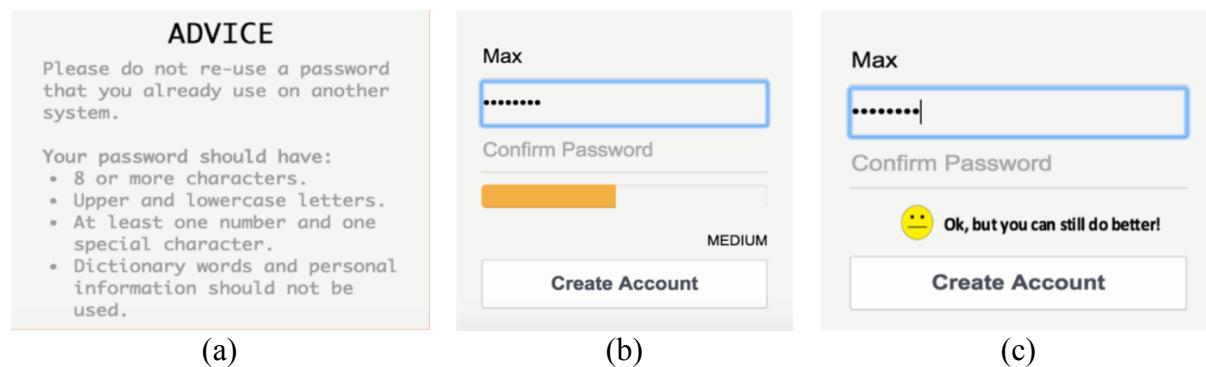 ADVICE
Please do not re-use a password
that you already use on another
system.
Your password should have:
• 8 or more characters.
• Upper and lowercase letters.
• At least one number and one
special character.
• Dictionary words and personal
information should not be
used.
(a)
Max
••••••••
Confirm Password
MEDIUM
Create Account
(b)
Max
••••••••
Confirm Password
Ok, but you can still do better!
Create Account
(c)